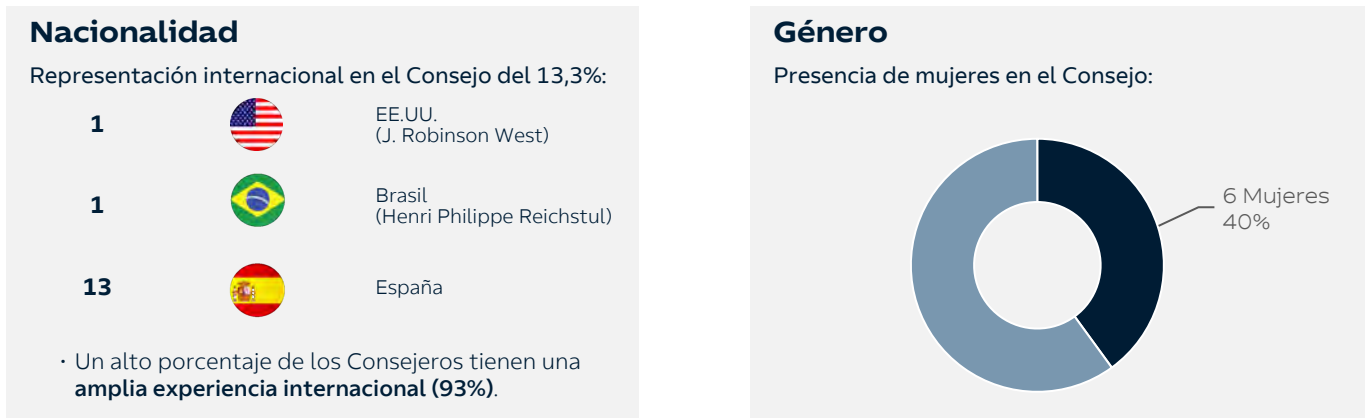 Nacionalidad
Representación internacional en el Consejo del 13,3%:
1
EE.UU.
(J. Robinson West)
1
Brasil
(Henri Philippe Reichstul)
13
España
· Un alto porcentaje de los Consejeros tienen una
amplia experiencia internacional (93%).
Género
Presencia de mujeres en el Consejo:
6 Mujeres
40%